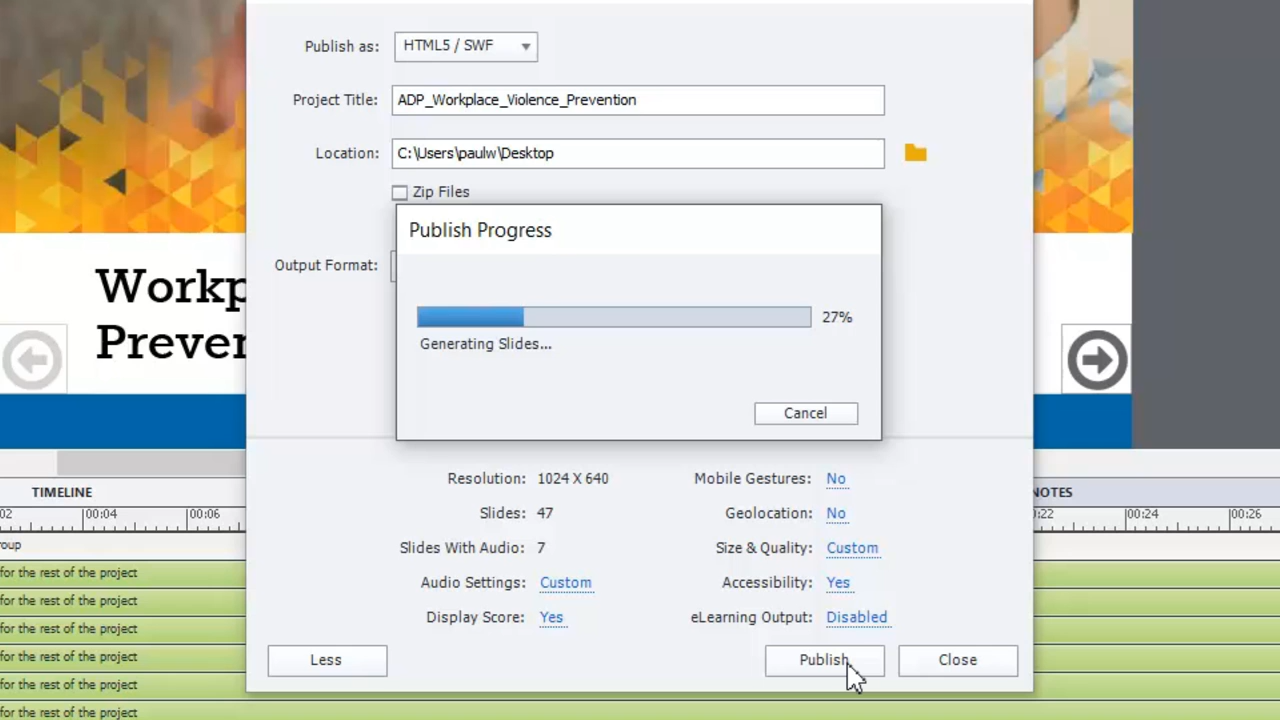 Publish as: HTML5 / SWF
Project Title: ADP_Workplace_Violence_Prevention
Location: C:\Users\paulw\Desktop
Zip Files
Publish Progress
Output Format:
Workp
Preven
27%
Generating Slides...
Cancel
Resolution: 1024 X 640 Mobile Gestures: No
TIMELINE NOTES
Slides: 47 Geolocation: No
02 00:04 00:06 :22 00:24 00:26
Slides With Audio: 7 Size & Quality: Custom
roup
for the rest of the project
Audio Settings: Custom Accessibility: Yes
for the rest of the project
Display Score: Yes eLearning Output: Disabled
for the rest of the project
for the rest of the project
Less Publish Close
for the rest of the project
for the rest of the project